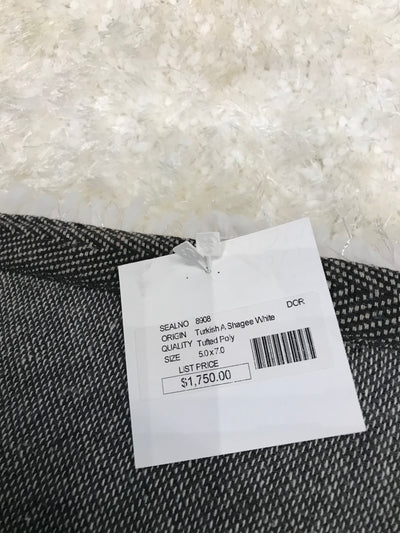 SEALNO 8908 DOR
ORIGIN Turkish A Shagee White
QUALITY Tufted Poly
SIZE 5.0 x 7.0
LIST PRICE
$1,750.00